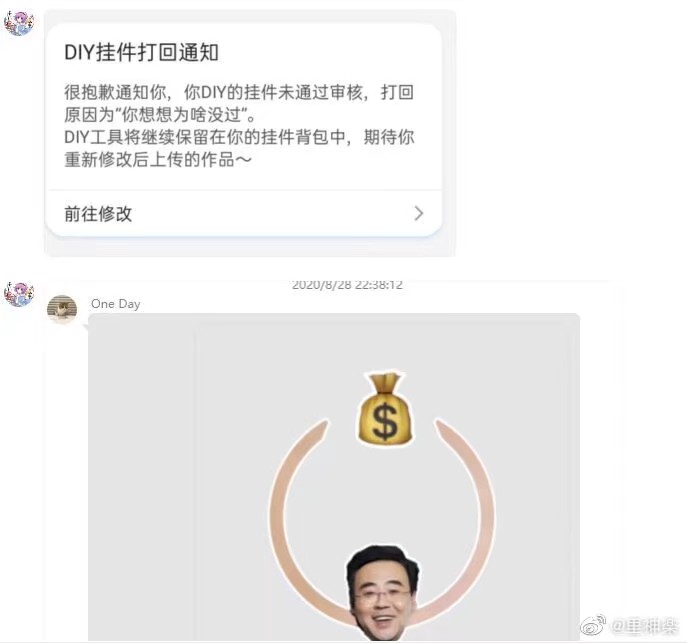 DIY挂件打回通知
很抱歉通知你，你DIY的挂件未通过审核，打回
原因为“你想想为啥没过”。
DIY工具将继续保留在你的挂件背包中，期待你
重新修改后上传的作品～
前往修改
2020/8/28 22:38:12
One Day
$